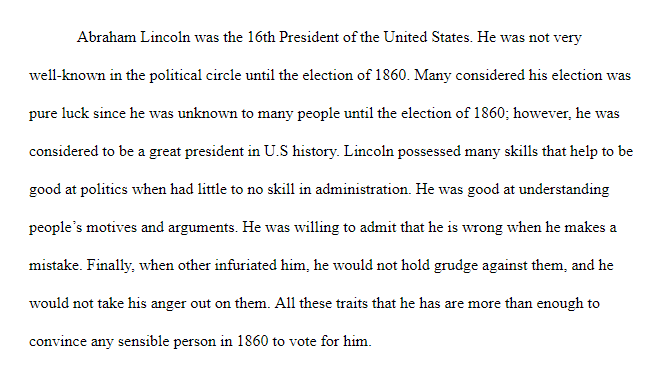 Abraham Lincoln was the 16th President of the United States. He was not very
well-known in the political circle until the election of 1860. Many considered his election was
pure luck since he was unknown to many people until the election of 1860; however, he was
considered to be a great president in U.S history. Lincoln possessed many skills that help to be
good at politics when had little to no skill in administration. He was good at understanding
people’s motives and arguments. He was willing to admit that he is wrong when he makes a
mistake. Finally, when other infuriated him, he would not hold grudge against them, and he
would not take his anger out on them. All these traits that he has are more than enough to
convince any sensible person in 1860 to vote for him.